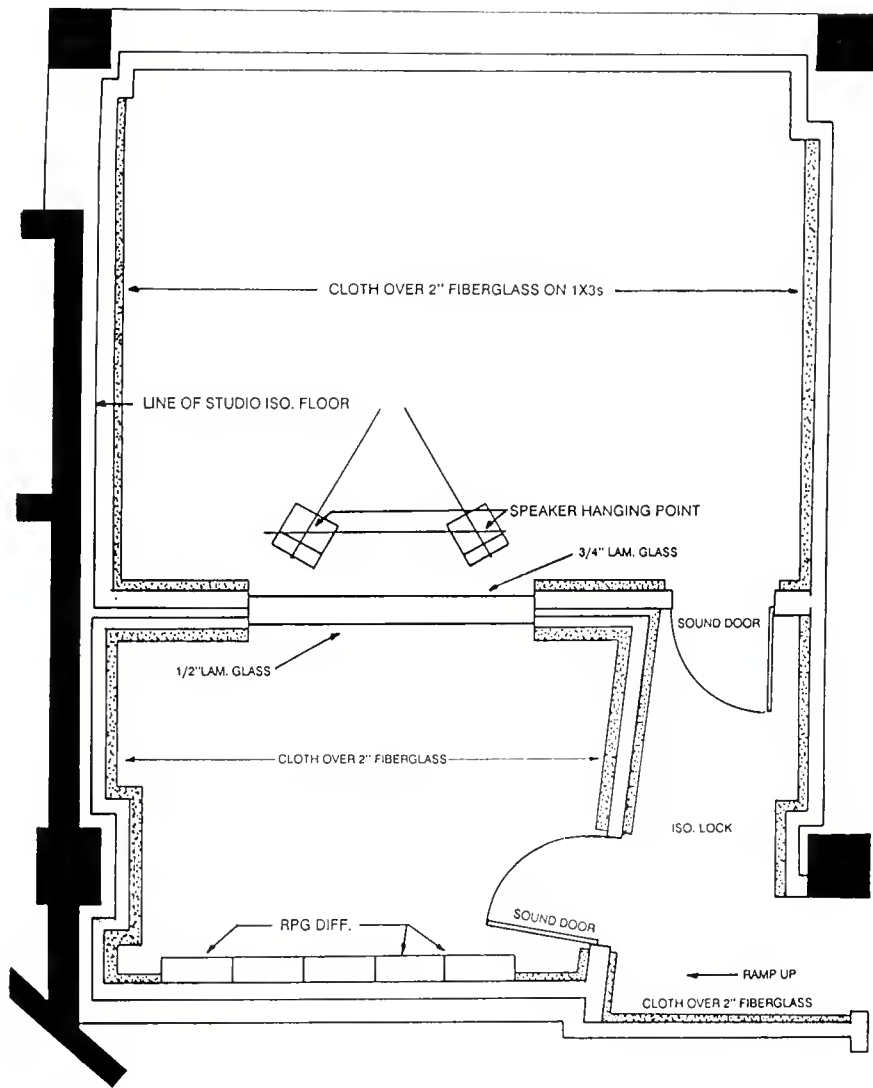 CLOTH OVER 2" FIBERGLASS ON 1X3s
LINE OF STUDIO ISO. FLOOR
SPEAKER HANGING POINT
3/4" LAM. GLASS
SOUND DOOR
1/2" LAM. GLASS
CLOTH OVER 2" FIBERGLASS
ISO. LOCK
RPG DIFF.
SOUND DOOR
RAMP UP
CLOTH OVER 2" FIBERGLASS